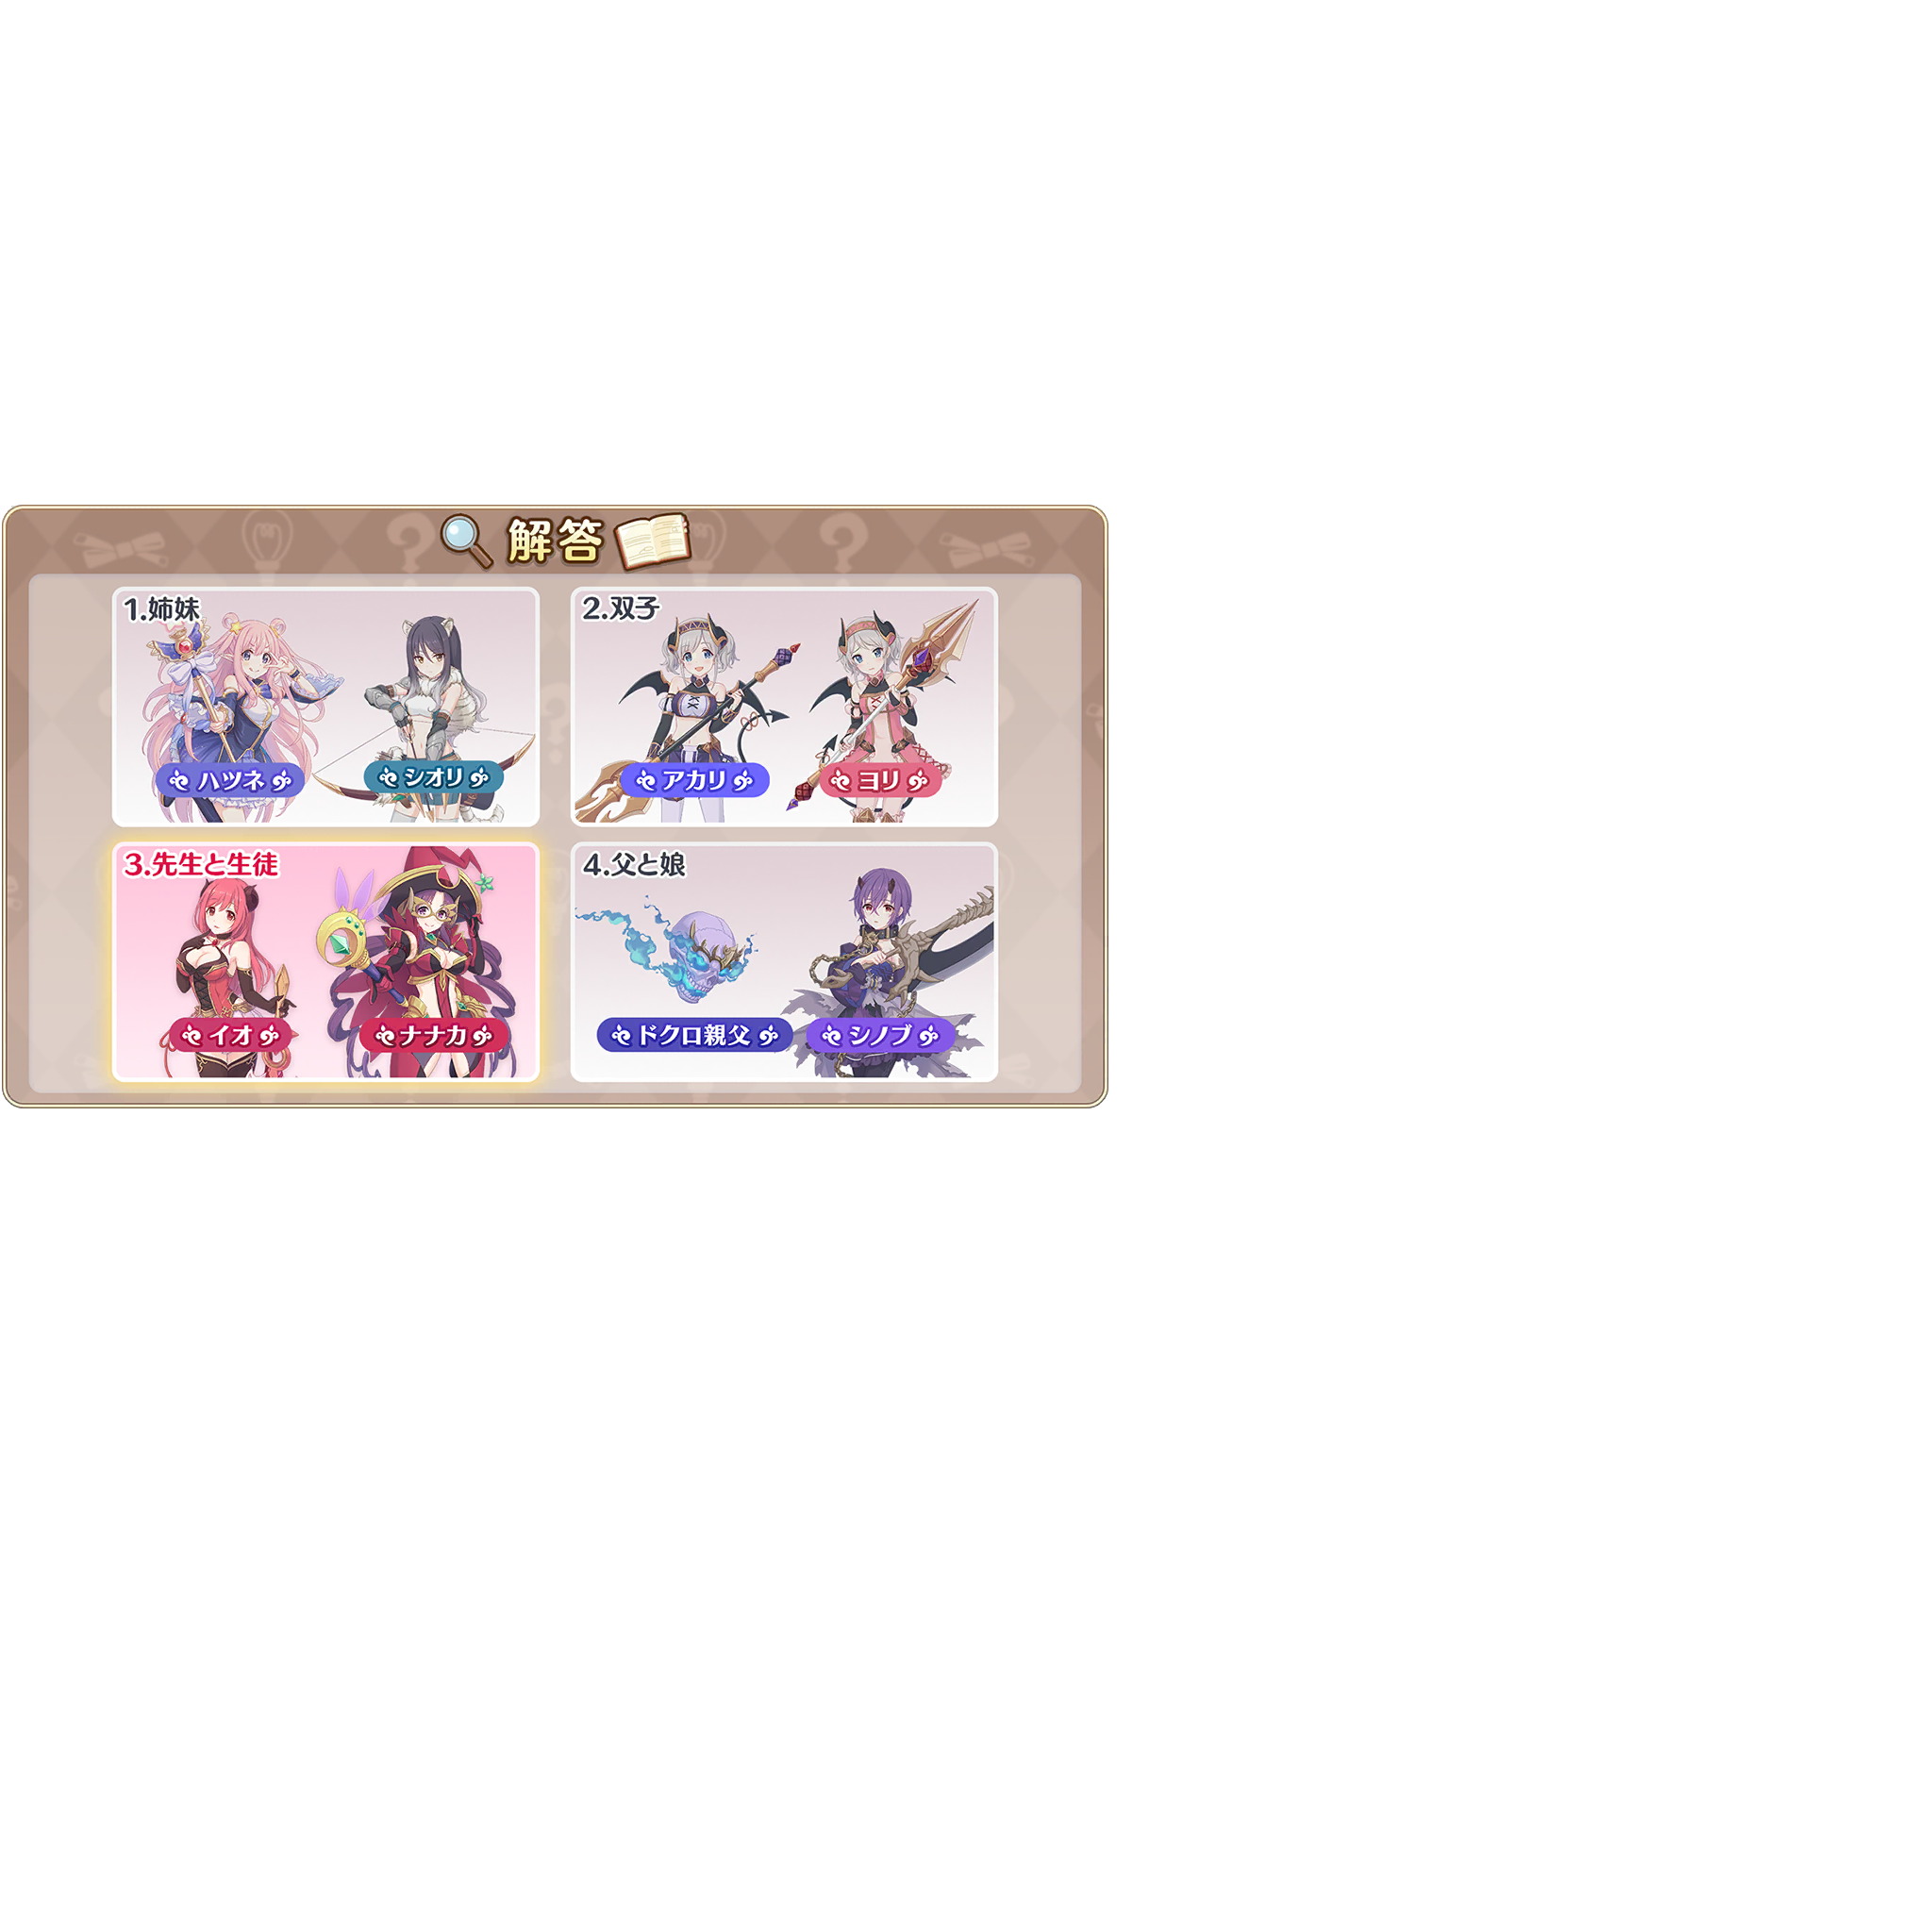 解答
1.姉妹
ハツネ
シオリ
2.双子
アカリ
ヨリ
3.先生と生徒
イオ
ナナカ
4.父と娘
ドクロ親父
シノブ